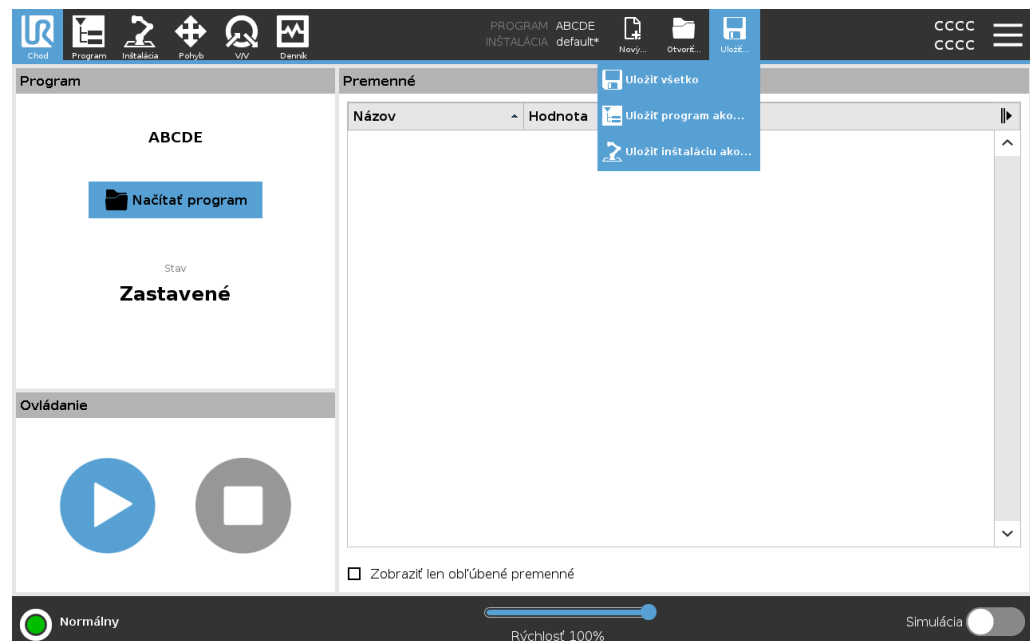 UR
Chod
Program
Inštalácia
Pohyb
V/V
Denník
PROGRAM ABCDE
INŠTALÁCIA default*
Nový...
Otvoriť...
Uložiť...
CCCC
CCCC
Uložiť všetko
Uložiť program ako...
Uložiť inštaláciu ako...
Program
ABCDE
Načítať program
Stav
Zastavené
Premenné
Názov
Hodnota
Ovládanie
Zobraziť len obľúbené premenné
Normálny
Rýchlosť 100%
Simulácia